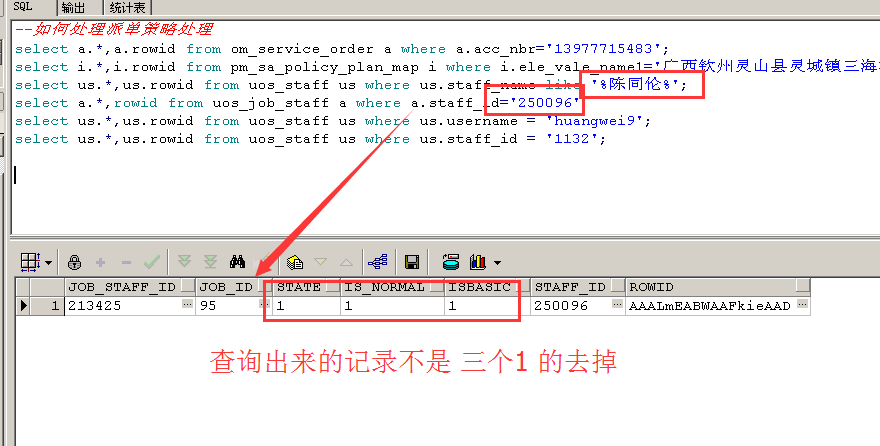 SQL 输出 统计表
--如何处理派单策略处理
select a.*,a.rowid from om_service_order a where a.acc_nbr='13977715483';
select i.*,i.rowid from pm_sa_policy_plan_map i where i.ele_vale_name1='广西钦州灵山县灵城镇三海
select us.*,us.rowid from uos_staff us where us.staff_name like '%陈同伦%';
select a.*,rowid from uos_job_staff a where a.staff_id='250096'
select us.*,us.rowid from uos_staff us where us.username = 'huangwei9';
select us.*,us.rowid from uos_staff us where us.staff_id = '1132';
JOB_STAFF_ID JOB_ID STATE IS_NORMAL ISBASIC STAFF_ID ROWID
1 213425 ··· 95 ··· 1 1 1 250096 ··· AAALmEABWAAFkieAAD ···
查询出来的记录不是 三个1 的去掉